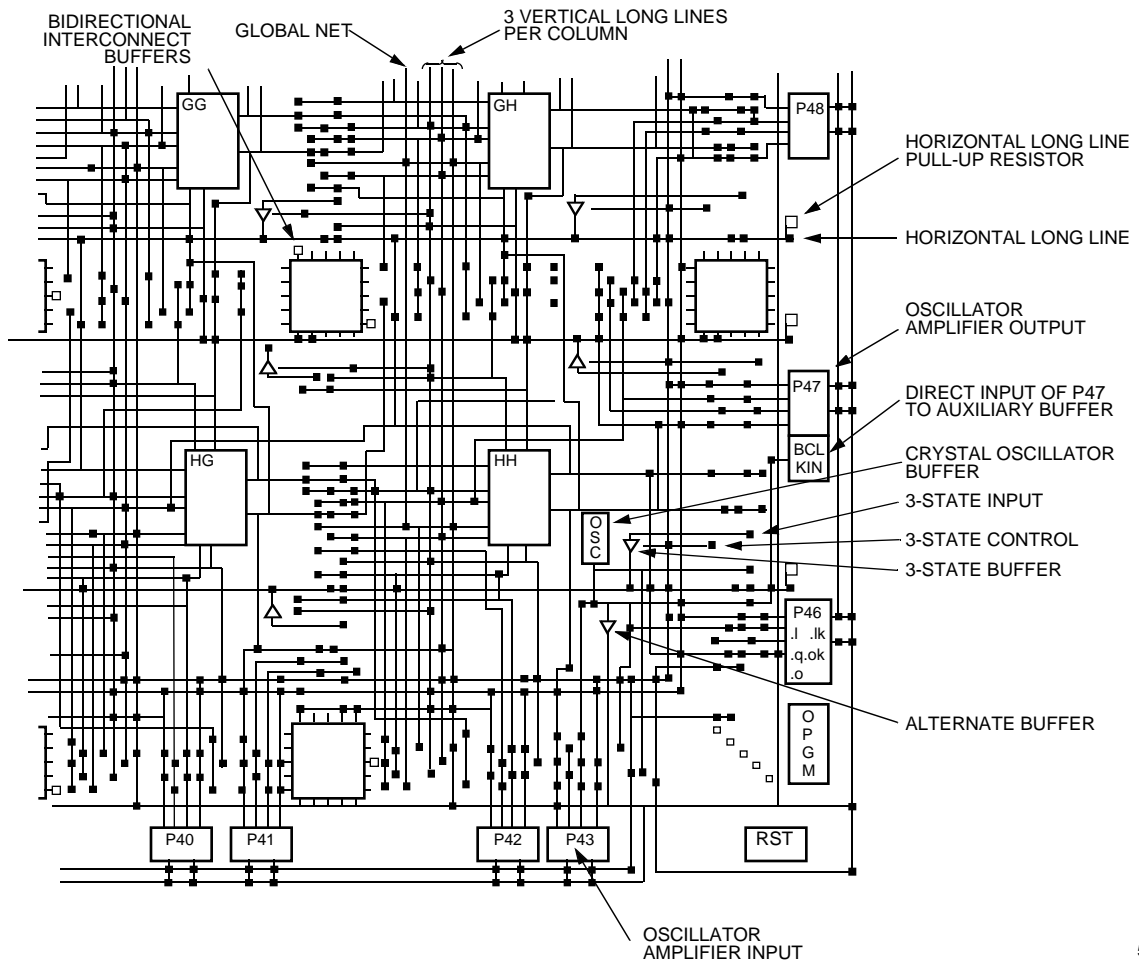 BIDIRECTIONAL
INTERCONNECT
BUFFERS
GLOBAL NET
3 VERTICAL LONG LINES
PER COLUMN
GG
GH
P48
HORIZONTAL LONG LINE
PULL-UP RESISTOR
HORIZONTAL LONG LINE
OSCILLATOR
AMPLIFIER OUTPUT
P47
DIRECT INPUT OF P47
TO AUXILIARY BUFFER
BCL
KIN
HG
HH
CRYSTAL OSCILLATOR
BUFFER
O
S
C
3-STATE INPUT
3-STATE CONTROL
3-STATE BUFFER
P46
.l .lk
.q.ok
.o
ALTERNATE BUFFER
O
P
G
M
P40
P41
P42
P43
RST
OSCILLATOR
AMPLIFIER INPUT